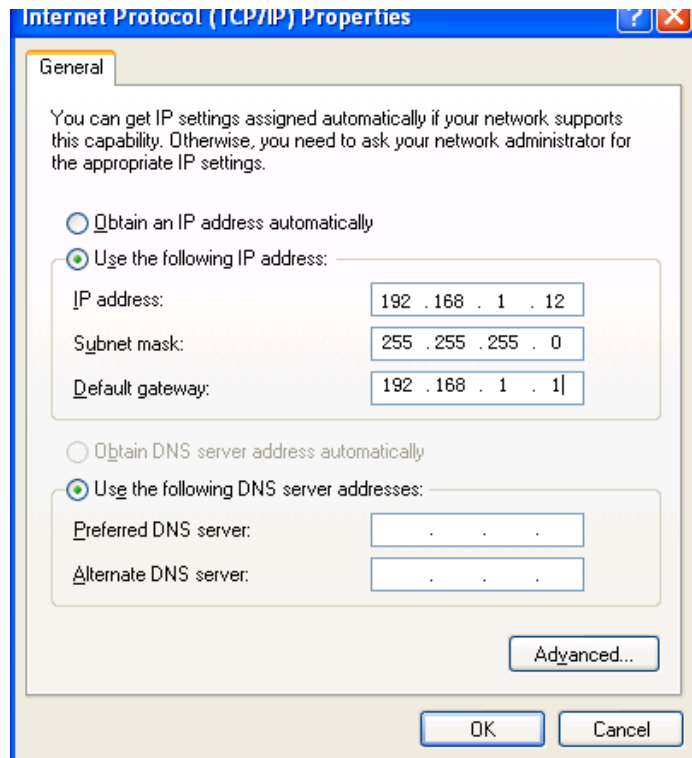 Internet Protocol (TCP/IP) Properties
General
You can get IP settings assigned automatically if your network supports
this capability. Otherwise, you need to ask your network administrator for
the appropriate IP settings.
Obtain an IP address automatically
Use the following IP address:
IP address: 192 . 168 . 1 . 12
Subnet mask: 255 . 255 . 255 . 0
Default gateway: 192 . 168 . 1 . 1
Obtain DNS server address automatically
Use the following DNS server addresses:
Preferred DNS server: . . .
Alternate DNS server: . . .
Advanced...
OK Cancel